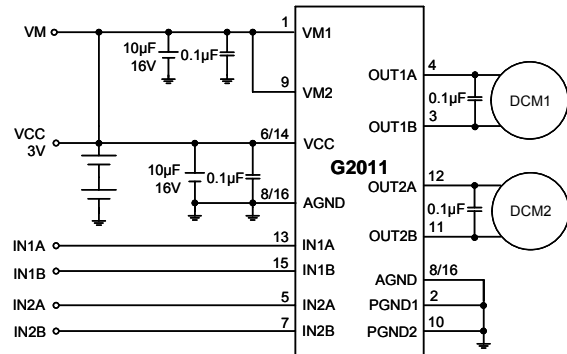 VM
1
VM1
10µF
16V
0.1µF
9
VM2
4
OUT1A
0.1µF
DCM1
3
OUT1B
VCC
3V
6/14
VCC
G2011
10µF
16V
0.1µF
8/16
AGND
12
OUT2A
0.1µF
DCM2
11
OUT2B
IN1A
13
IN1A
IN1B
15
IN1B
8/16
AGND
IN2A
5
IN2A
2
PGND1
IN2B
7
IN2B
10
PGND2